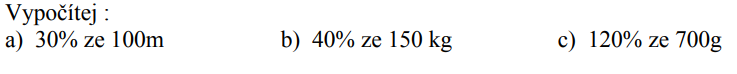 Vypočítej :
a) 30% ze 100m b) 40% ze 150 kg c) 120% ze 700g